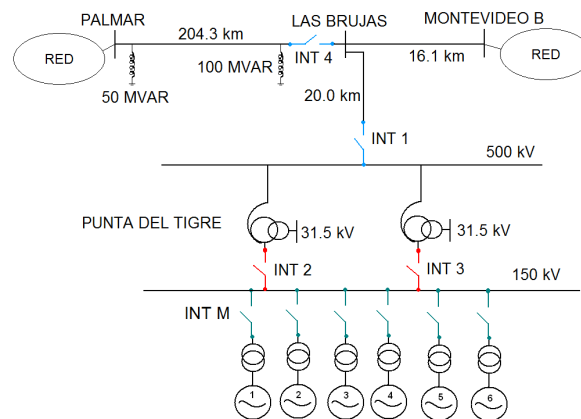 PALMAR
LAS BRUJAS
MONTEVIDEO B
204.3 km
RED
100 MVAR
INT 4
16.1 km
RED
50 MVAR
20.0 km
INT 1
500 kV
PUNTA DEL TIGRE
31.5 kV
31.5 kV
INT 2
INT 3
150 kV
INT M
1
2
3
4
5
6